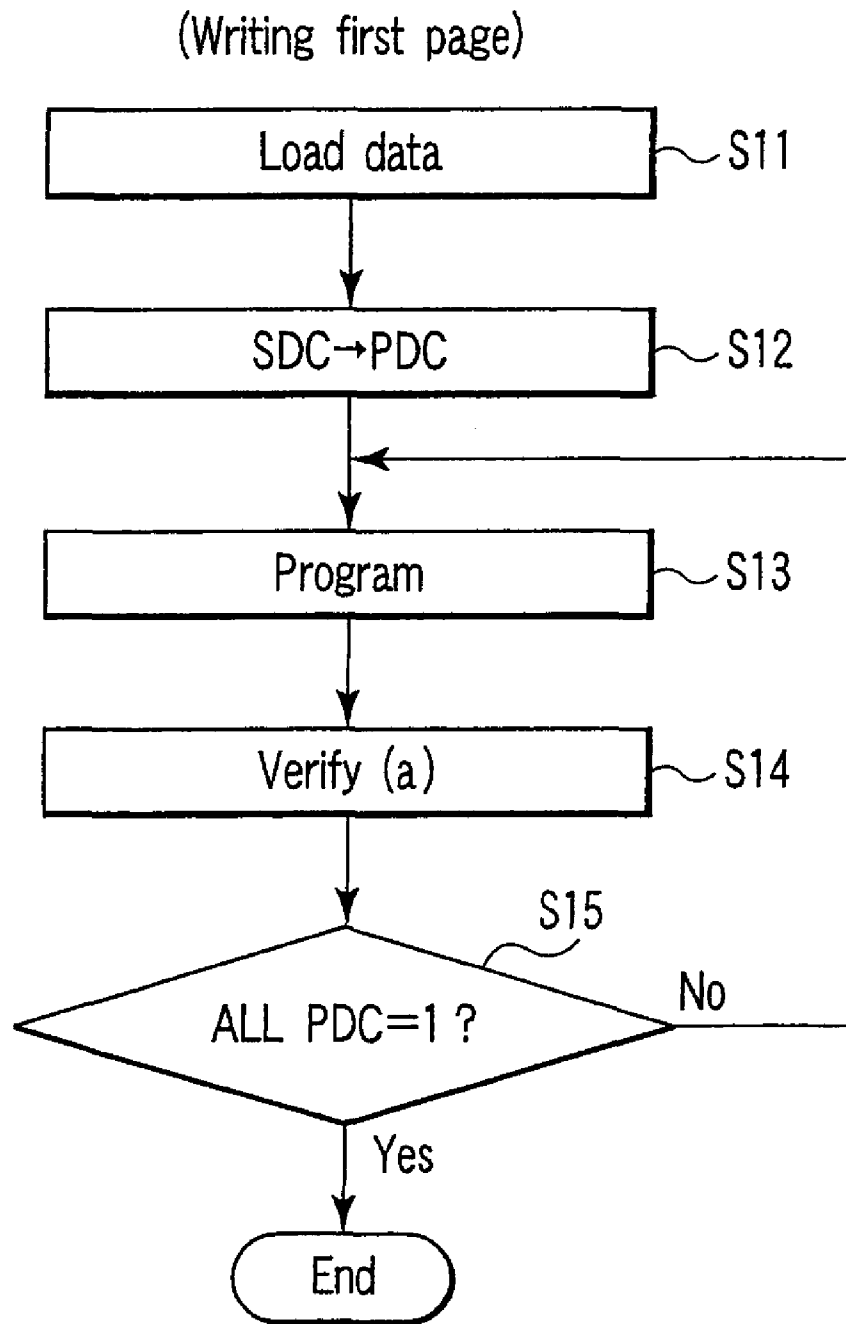 (Writing first page)
Load data
S11
SDC→PDC
S12
Program
S13
Verify (a)
S14
S15
ALL PDC=1 ?
No
Yes
End